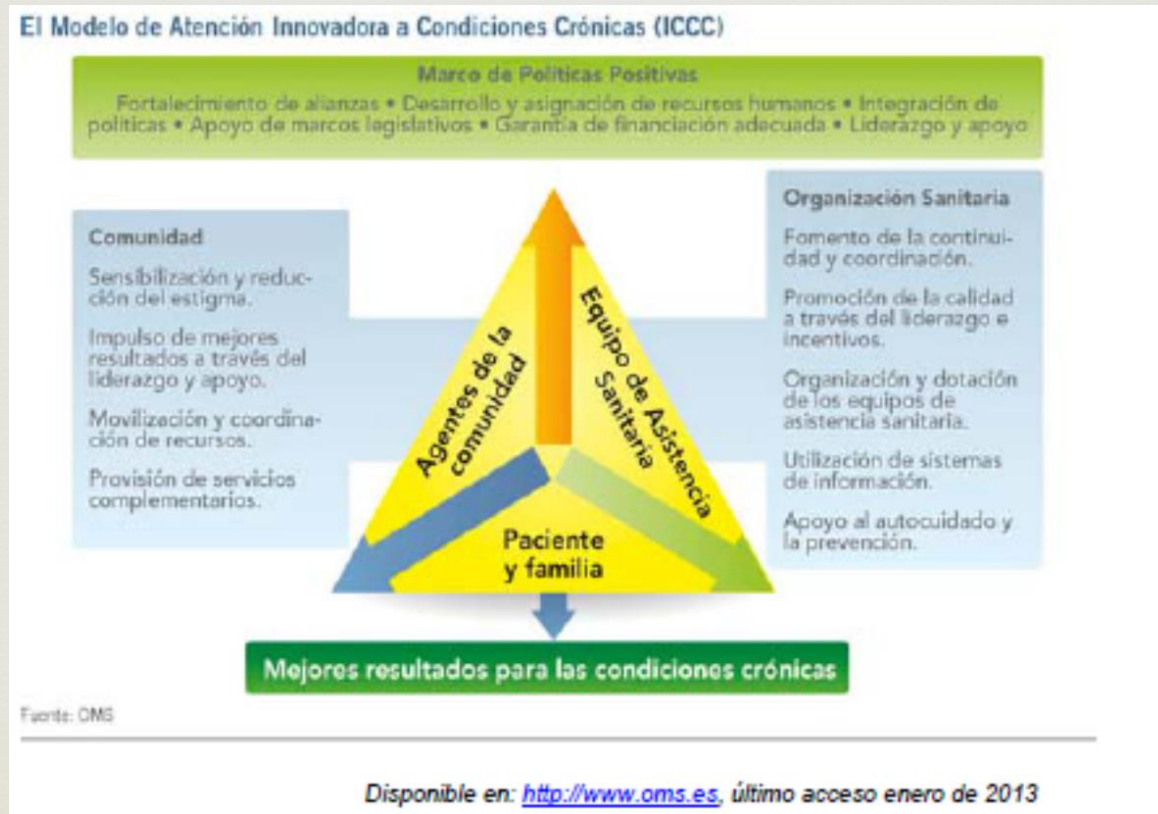 El Modelo de Atención Innovadora a Condiciones Crónicas (ICCC)
Marco de Políticas Positivas
Fortalecimiento de alianzas • Desarrollo y asignación de recursos humanos • Integración de
políticas • Apoyo de marcos legislativos • Garantía de financiación adecuada • Liderazgo y apoyo
Comunidad
Sensibilización y reduc-
ción del estigma.
Impulso de mejores
resultados a través del
liderazgo y apoyo.
Movilización y coordina-
ción de recursos.
Provisión de servicios
complementarios.
Agentes de la
comunidad
Equipo de Asistencia
Sanitaria
Paciente
y familia
Organización Sanitaria
Fomento de la continui-
dad y coordinación.
Promoción de la calidad
a través del liderazgo e
incentivos.
Organización y dotación
de los equipos de
asistencia sanitaria.
Utilización de sistemas
de información.
Apoyo al autocuidado y
la prevención.
Mejores resultados para las condiciones crónicas
Fuente: OMS
Disponible en: http://www.oms.es, último acceso enero de 2013